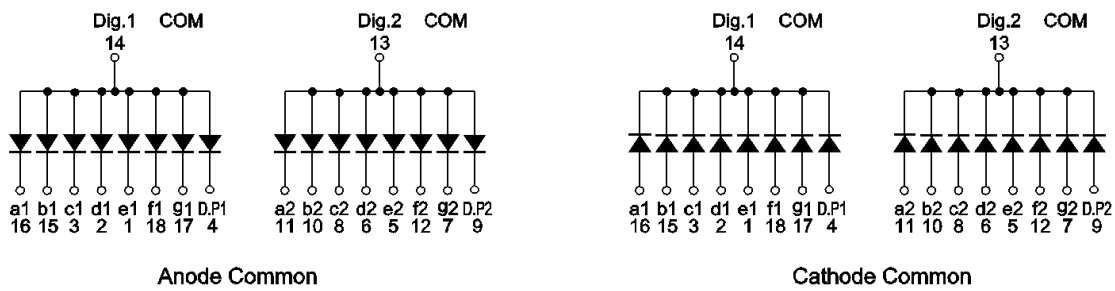 Dig.1 COM Dig.2 COM Dig.1 COM Dig.2 COM
14 13 14 13
a1 b1 c1 d1 e1 f1 g1 D.P1 a2 b2 c2 d2 e2 f2 g2 D.P2 a1 b1 c1 d1 e1 f1 g1 D.P1 a2 b2 c2 d2 e2 f2 g2 D.P2
16 15 3 2 1 18 17 4 11 10 8 6 5 12 7 9 16 15 3 2 1 18 17 4 11 10 8 6 5 12 7 9
Anode Common Cathode Common